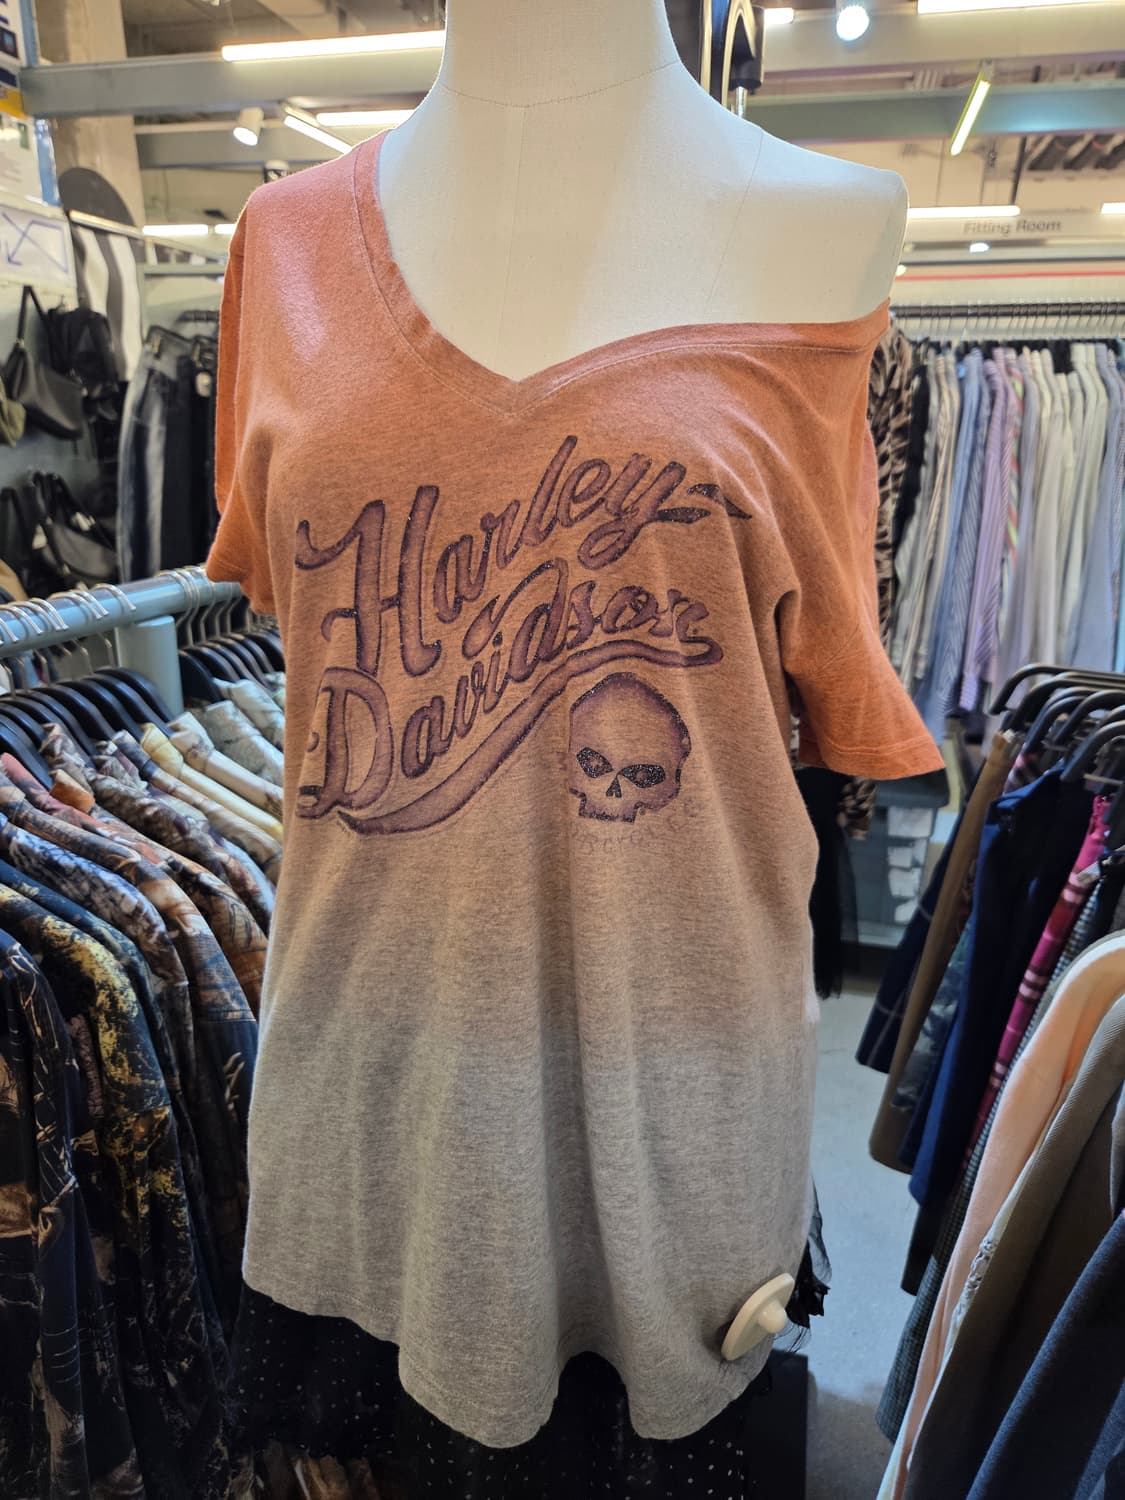 Fitting Room
Harley-
Davidson